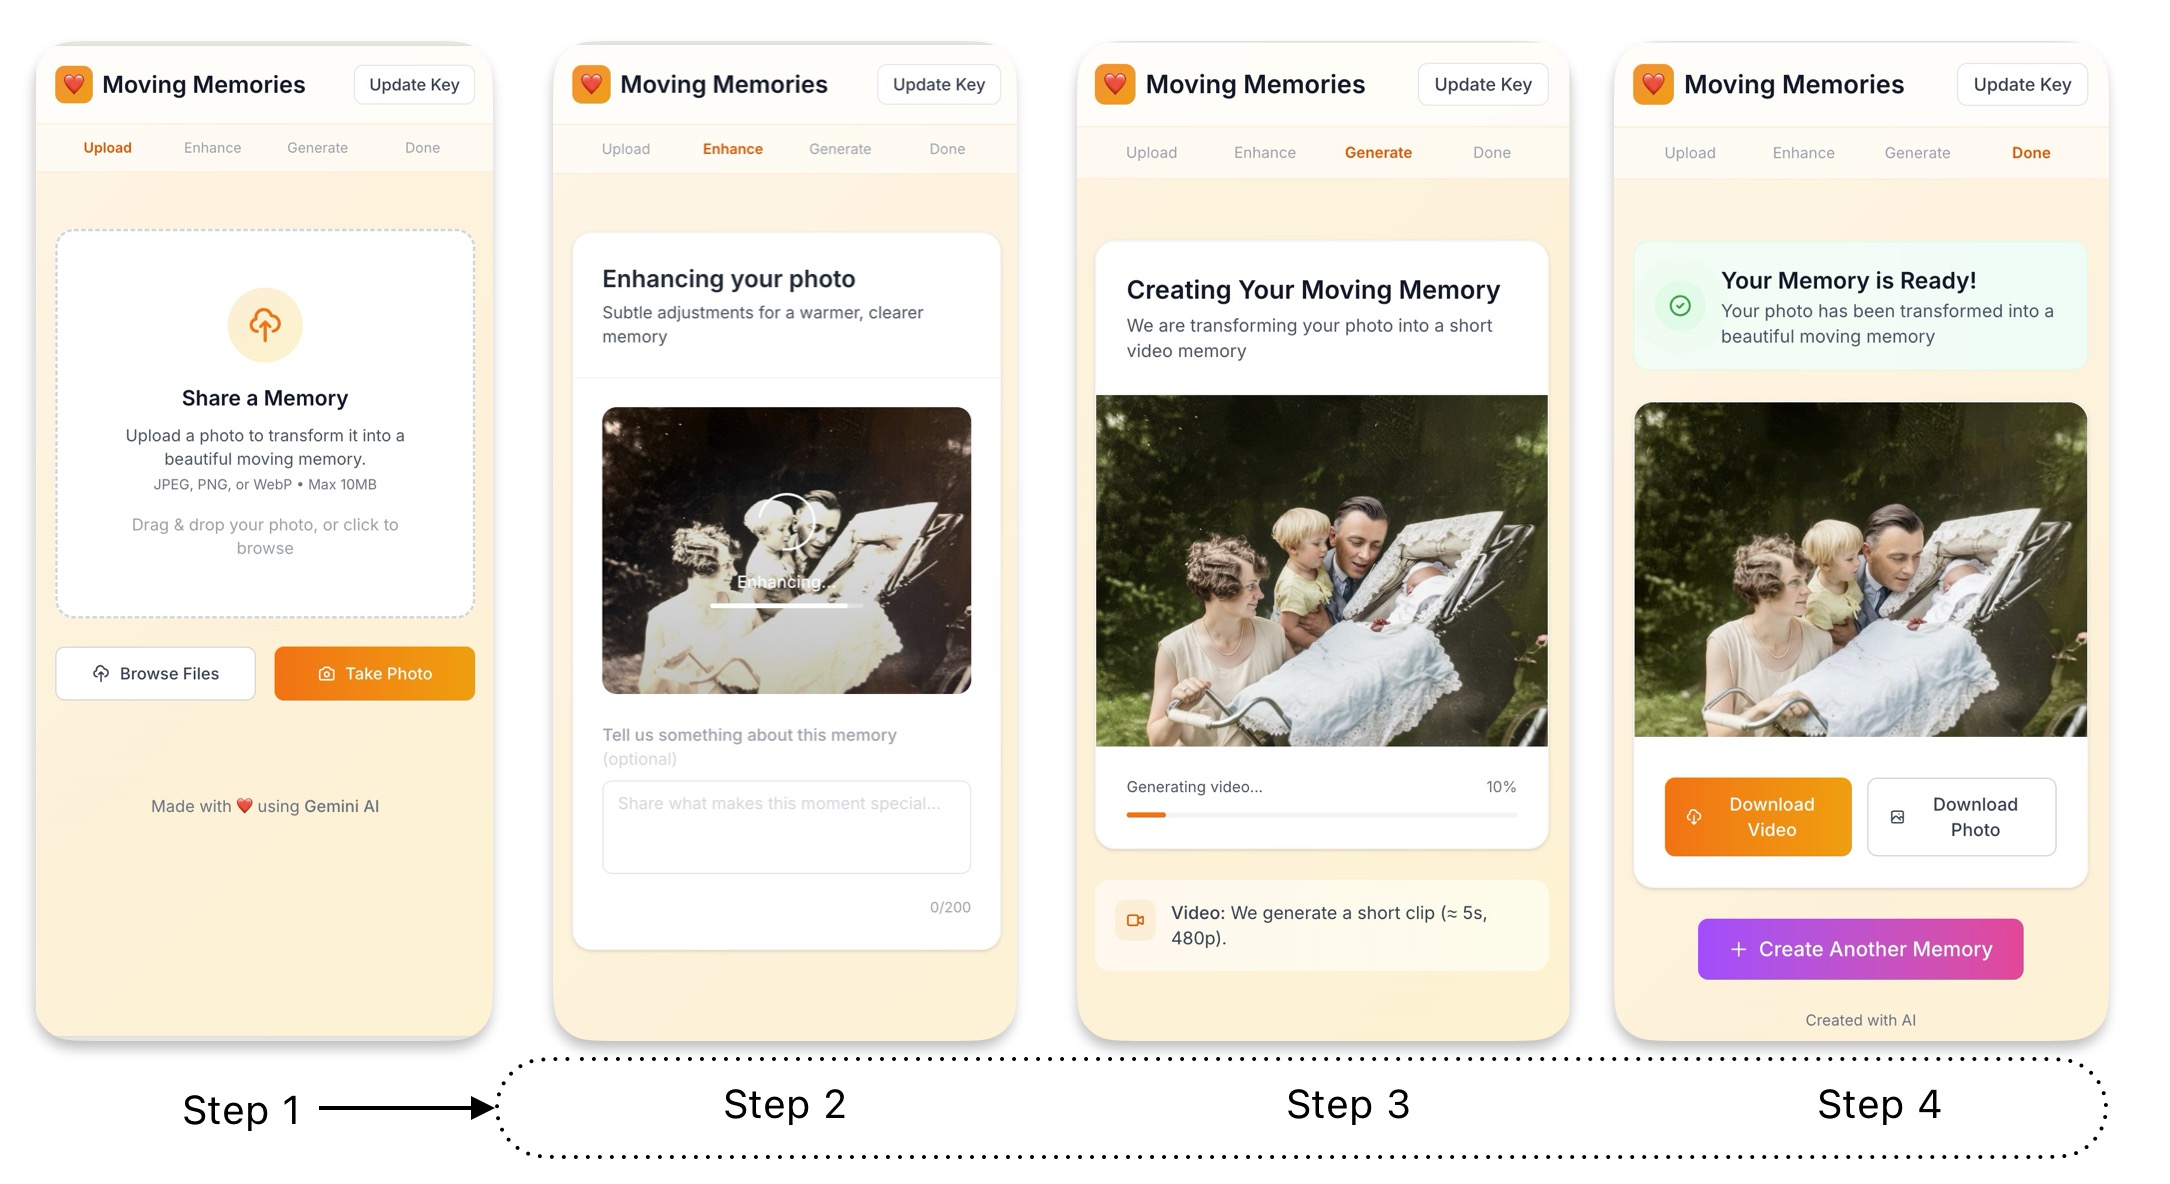 Moving Memories
Update Key
Upload Enhance Generate Done
Share a Memory
Upload a photo to transform it into a
beautiful moving memory.
JPEG, PNG, or WebP • Max 10MB
Drag & drop your photo, or click to
browse
Browse Files
Take Photo
Made with ❤️ using Gemini AI
Moving Memories
Update Key
Upload Enhance Generate Done
Enhancing your photo
Subtle adjustments for a warmer, clearer
memory
Enhancing...
Tell us something about this memory
(optional)
Share what makes this moment special...
0/200
Moving Memories
Update Key
Upload Enhance Generate Done
Creating Your Moving Memory
We are transforming your photo into a short
video memory
Generating video... 10%
Video: We generate a short clip (≈ 5s,
480p).
Moving Memories
Update Key
Upload Enhance Generate Done
Your Memory is Ready!
Your photo has been transformed into a
beautiful moving memory
Download
Video
Download
Photo
+ Create Another Memory
Created with AI
Step 1
Step 2
Step 3
Step 4